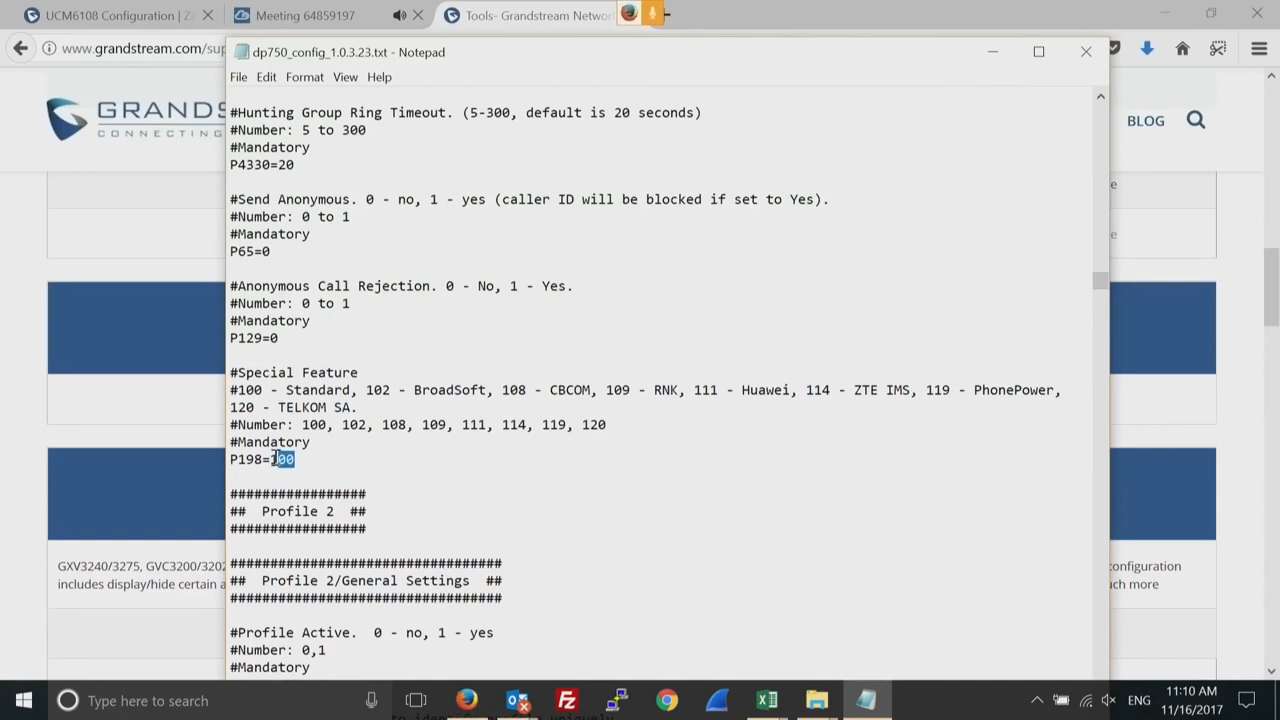 UCM6108 Configuration | Z
Meeting 64859197
Tools- Grandstream Networ
www.grandstream.com/sup
dp750_config_1.0.3.23.txt - Notepad
File Edit Format View Help
GRANDS
CONNECTING
BLOG
#Hunting Group Ring Timeout. (5-300, default is 20 seconds)
#Number: 5 to 300
#Mandatory
P4330=20
#Send Anonymous. 0 - no, 1 - yes (caller ID will be blocked if set to Yes).
#Number: 0 to 1
#Mandatory
P65=0
#Anonymous Call Rejection. 0 - No, 1 - Yes.
#Number: 0 to 1
#Mandatory
P129=0
#Special Feature
#100 - Standard, 102 - BroadSoft, 108 - CBCOM, 109 - RNK, 111 - Huawei, 114 - ZTE IMS, 119 - PhonePower,
120 - TELKOM SA.
#Number: 100, 102, 108, 109, 111, 114, 119, 120
#Mandatory
P198=100
#################
## Profile 2 ##
#################
##################################
## Profile 2/General Settings ##
##################################
#Profile Active. 0 - no, 1 - yes
#Number: 0,1
#Mandatory
e
e
GXV3240/3275, GVC3200/3202
includes display/hide certain a
configuration
uch more
Type here to search
ENG
11:10 AM
11/16/2017